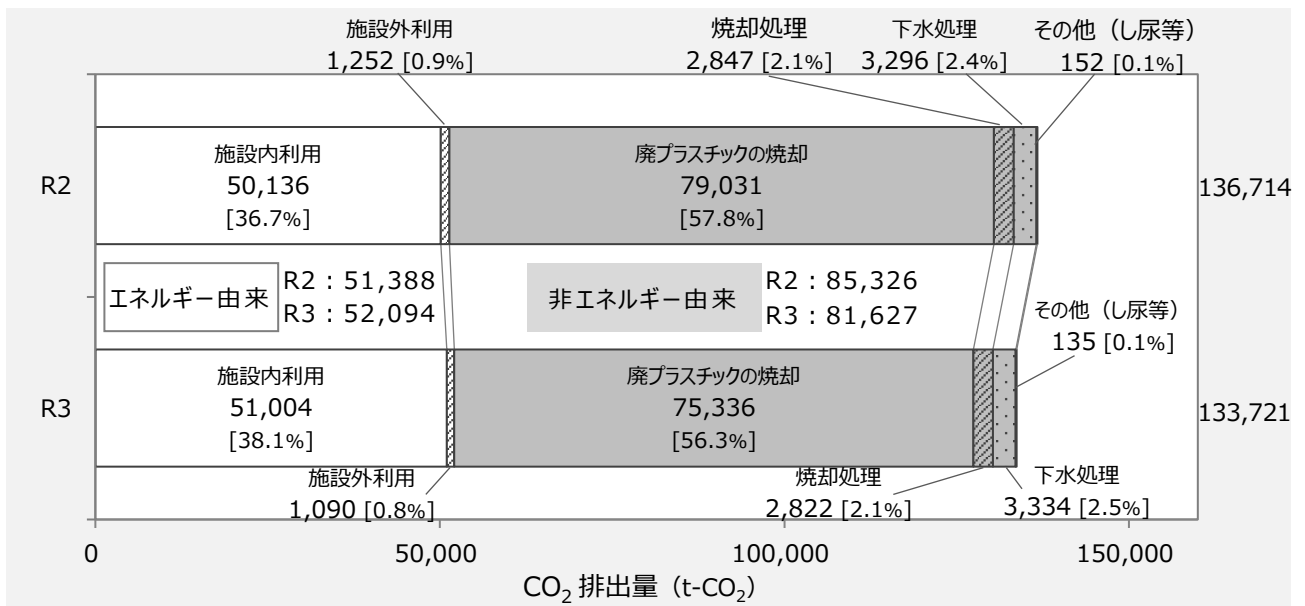 施設外利用
1,252 [0.9%]
焼却処理
2,847 [2.1%]
下水処理
3,296 [2.4%]
その他（し尿等）
152 [0.1%]
R2
施設内利用
50,136
[36.7%]
廃プラスチックの焼却
79,031
[57.8%]
136,714
エネルギー由来
R2：51,388
R3：52,094
非エネルギー由来
R2：85,326
R3：81,627
その他（し尿等）
135 [0.1%]
R3
施設内利用
51,004
[38.1%]
廃プラスチックの焼却
75,336
[56.3%]
133,721
施設外利用
1,090 [0.8%]
焼却処理
2,822 [2.1%]
下水処理
3,334 [2.5%]
0
50,000
100,000
150,000
CO₂ 排出量（t-CO₂）